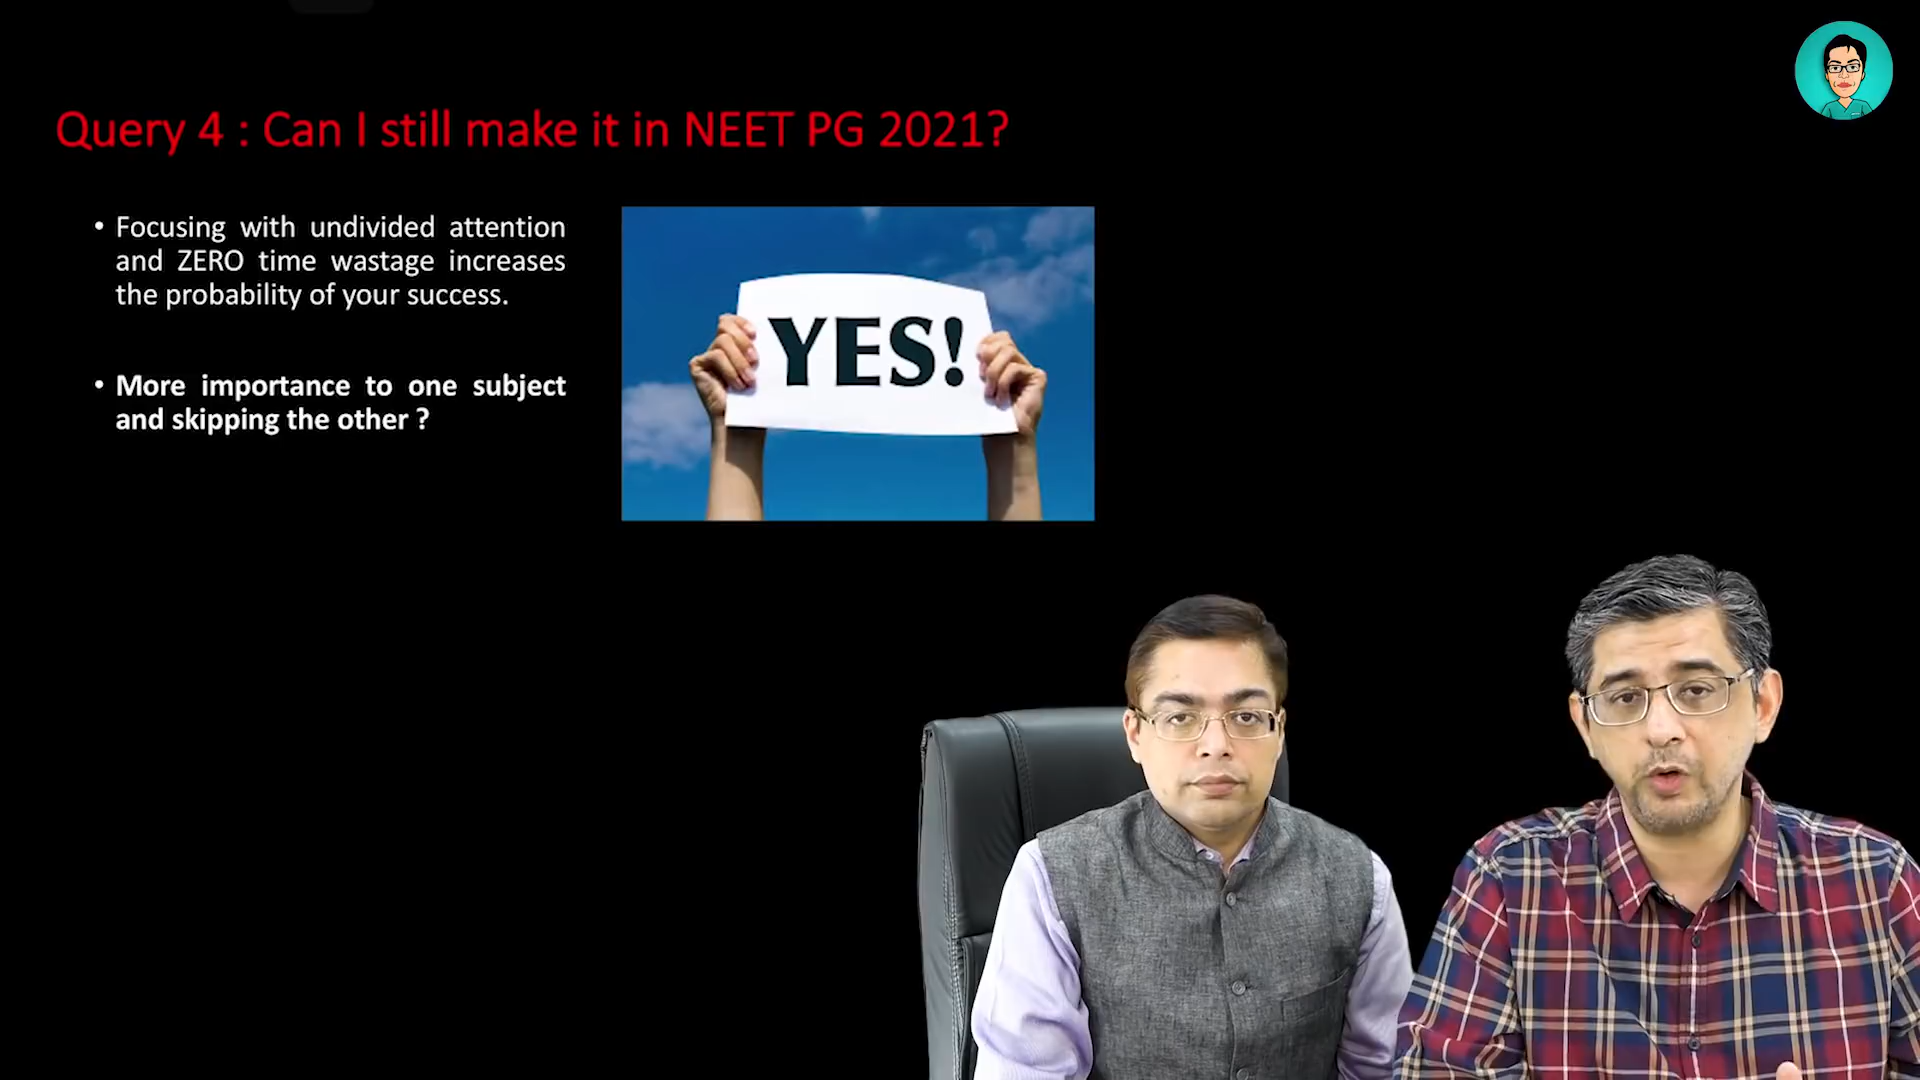 Query 4 : Can I still make it in NEET PG 2021?
• Focusing with undivided attention
and ZERO time wastage increases
the probability of your success.
• More importance to one subject
and skipping the other ?
YES!